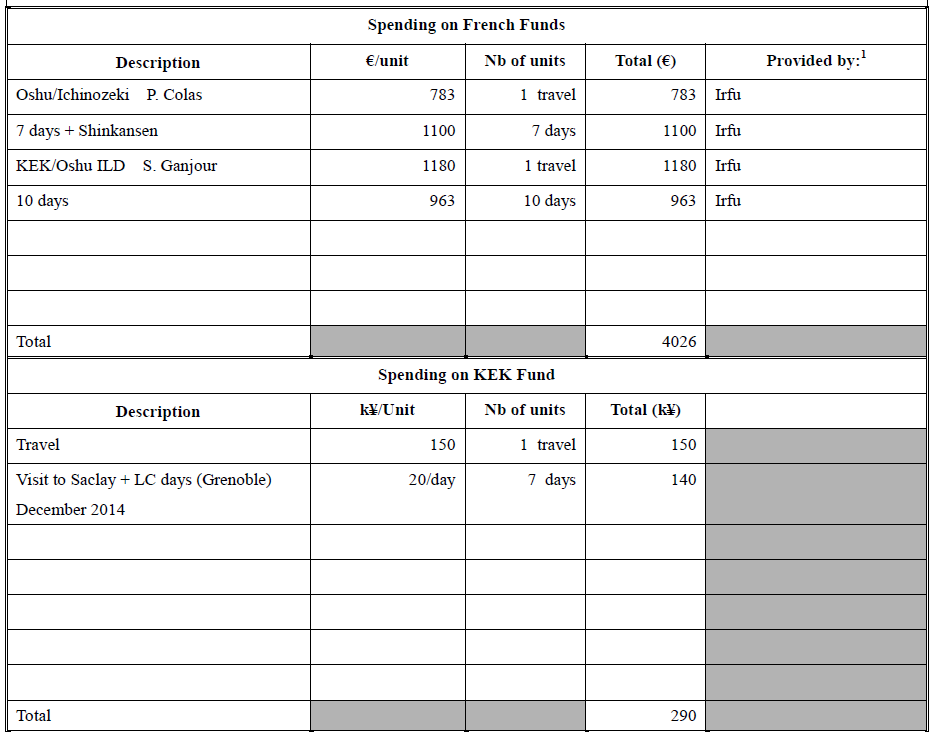 Spending on French Funds
Description €/unit Nb of units Total (€) Provided by:1
Oshu/Ichinozeki P. Colas 783 1 travel 783 Irfu
7 days + Shinkansen 1100 7 days 1100 Irfu
KEK/Oshu ILD S. Ganjour 1180 1 travel 1180 Irfu
10 days 963 10 days 963 Irfu
Total 4026
Spending on KEK Fund
Description k¥/Unit Nb of units Total (k¥)
Travel 150 1 travel 150
Visit to Saclay + LC days (Grenoble) 20/day 7 days 140
December 2014
Total 290